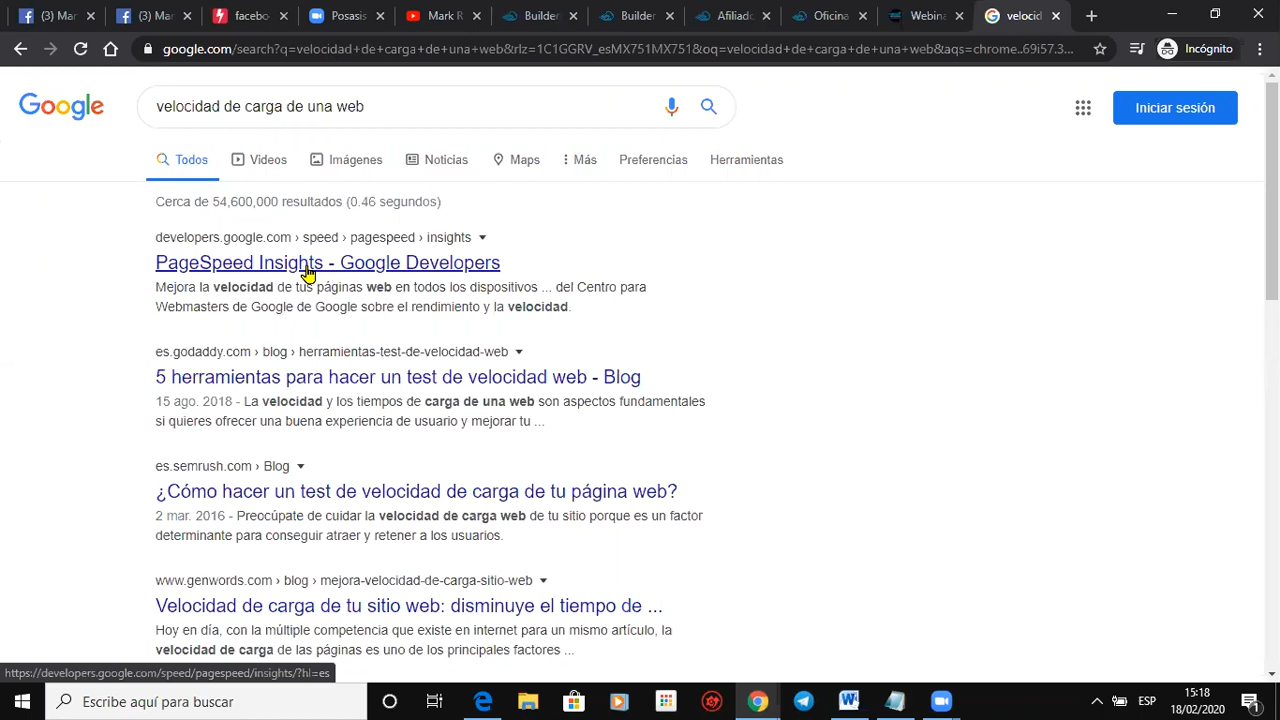 (3) Mar
(3) Mar
faceb
Posasis
Mark R
Builder
Builder
Afiliado
Oficina
Webina
velocid
google.com/search?q=velocidad+de+carga+de+una+web&rlz=1C1GGRV_esMX751MX751&oq=velocidad+de+carga+de+una+web&aqs=chrome..69i57.3...
Incógnito
Google
velocidad de carga de una web
Iniciar sesión
Todos
Videos
Imágenes
Noticias
Maps
Más
Preferencias
Herramientas
Cerca de 54,600,000 resultados (0.46 segundos)
developers.google.com › speed › pagespeed › insights
PageSpeed Insights - Google Developers
Mejora la velocidad de tus páginas web en todos los dispositivos ... del Centro para
Webmasters de Google de Google sobre el rendimiento y la velocidad.
es.godaddy.com › blog › herramientas-test-de-velocidad-web
5 herramientas para hacer un test de velocidad web - Blog
15 ago. 2018 - La velocidad y los tiempos de carga de una web son aspectos fundamentales
si quieres ofrecer una buena experiencia de usuario y mejorar tu ...
es.semrush.com › Blog
¿Cómo hacer un test de velocidad de carga de tu página web?
2 mar. 2016 - Preocúpate de cuidar la velocidad de carga web de tu sitio porque es un factor
determinante para conseguir atraer y retener a los usuarios.
www.genwords.com › blog › mejora-velocidad-de-carga-sitio-web
Velocidad de carga de tu sitio web: disminuye el tiempo de ...
Hoy en día, con la múltiple competencia que existe en internet para un mismo artículo, la
velocidad de carga de las páginas es uno de los principales factores ...
https://developers.google.com/speed/pagespeed/insights/?hl=es
Escribe aquí para buscar
ESP
15:18
18/02/2020
1